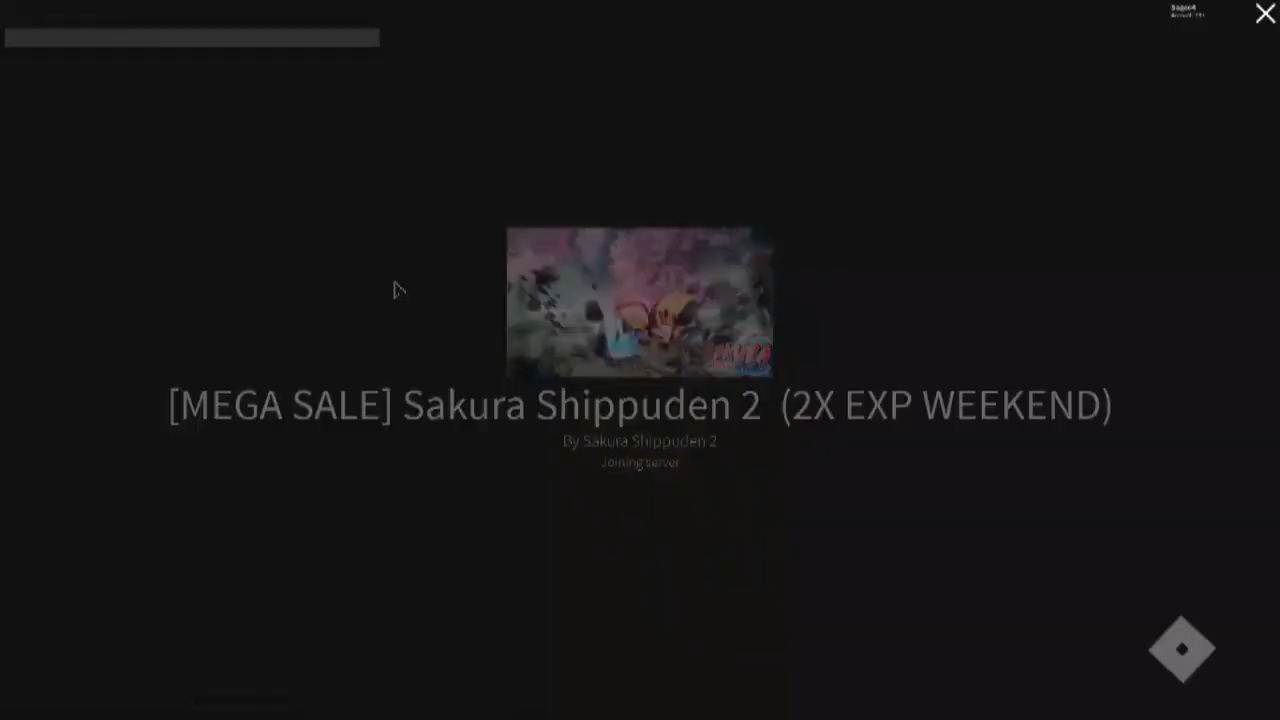 [MEGA SALE] Sakura Shippuden 2 (2X EXP WEEKEND)
By Sakura Shippuden 2
Joining server